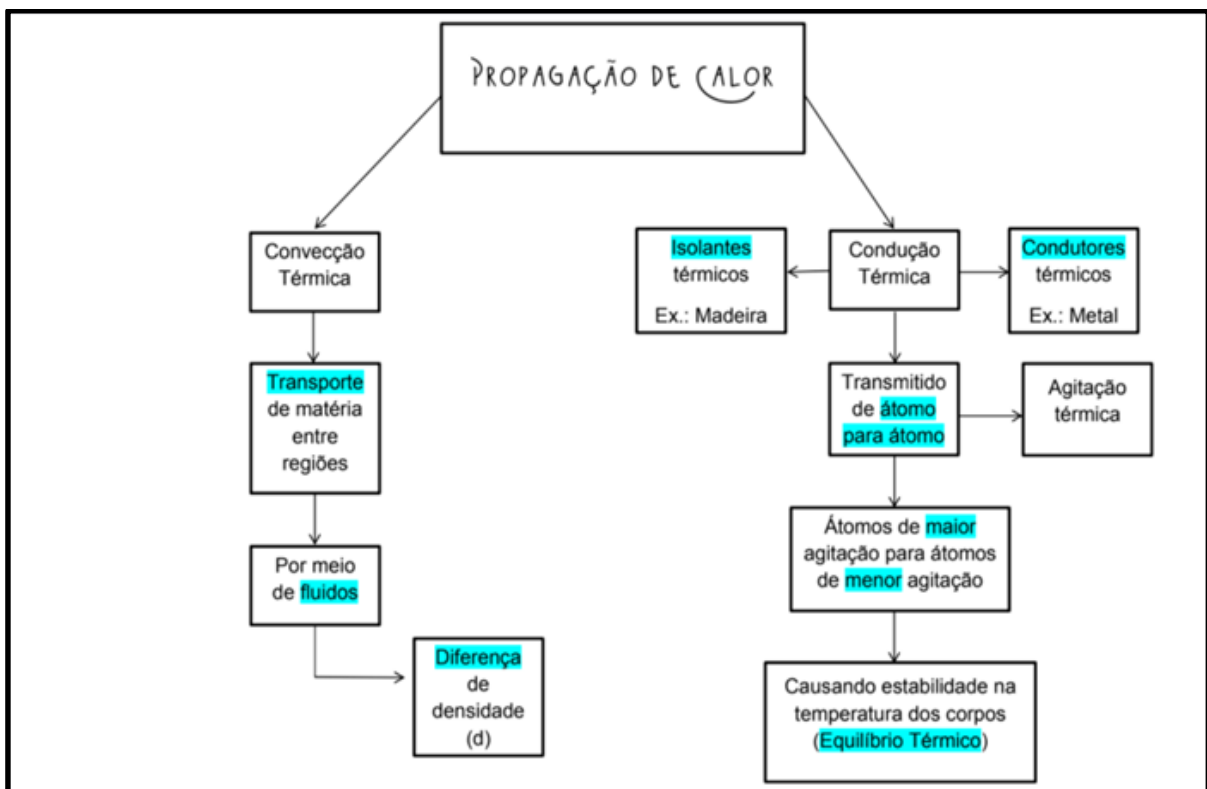 PROPAGAÇÃO DE CALOR
Convecção
Térmica
Transporte
de matéria
entre
regiões
Por meio
de fluidos
Diferença
de
densidade
(d)
Isolantes
térmicos
Ex.: Madeira
Condução
Térmica
Condutores
térmicos
Ex.: Metal
Transmitido
de átomo
para átomo
Agitação
térmica
Átomos de maior
agitação para átomos
de menor agitação
Causando estabilidade na
temperatura dos corpos
(Equilíbrio Térmico)